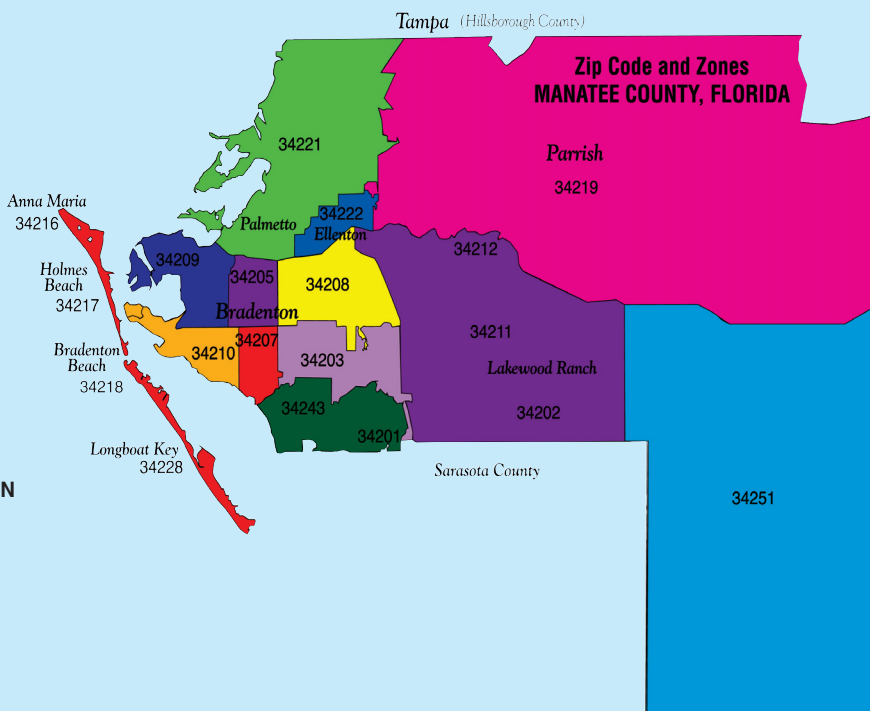 Tampa (Hillsborough County)
Zip Code and Zones
MANATEE COUNTY, FLORIDA
34221
Parrish
34219
Anna Maria
34216
34222
Palmetto
Ellenton
34212
34209
34205
Holmes
Beach
34217
34208
Bradenton
34211
34207
34210
34203
Bradenton
Beach
34218
Lakewood Ranch
34243
34202
34201
Longboat Key
34228
Sarasota County
N
34251